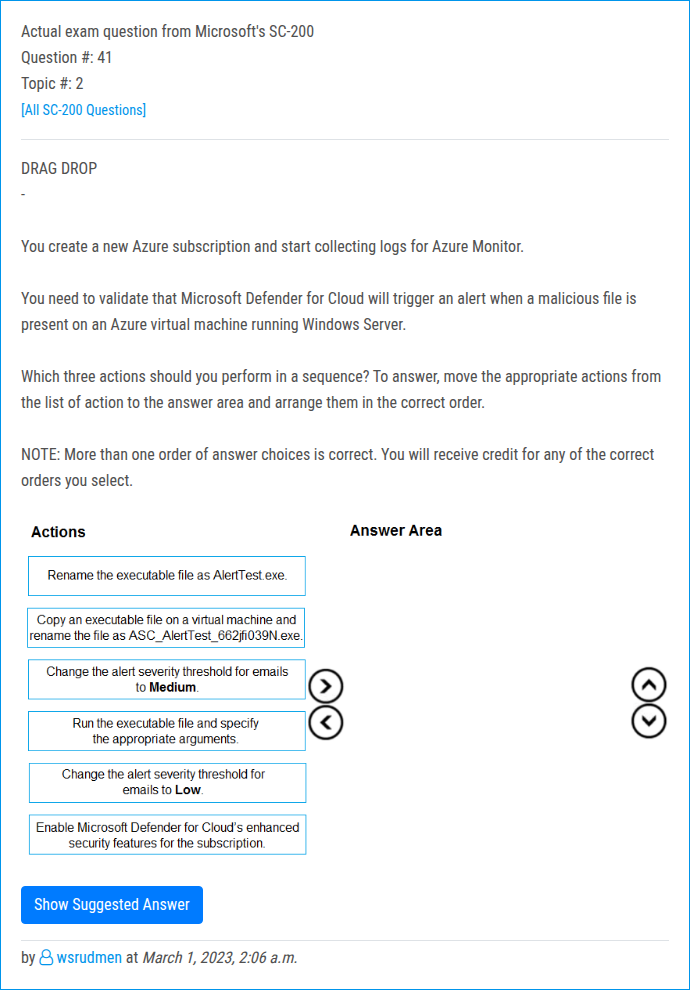 Actual exam question from Microsoft's SC-200
Question #: 41
Topic #: 2
[All SC-200 Questions]
DRAG DROP
-
You create a new Azure subscription and start collecting logs for Azure Monitor.
You need to validate that Microsoft Defender for Cloud will trigger an alert when a malicious file is
present on an Azure virtual machine running Windows Server.
Which three actions should you perform in a sequence? To answer, move the appropriate actions from
the list of action to the answer area and arrange them in the correct order.
NOTE: More than one order of answer choices is correct. You will receive credit for any of the correct
orders you select.
Actions
Answer Area
Rename the executable file as AlertTest.exe.
Copy an executable file on a virtual machine and
rename the file as ASC_AlertTest_662jfi039N.exe.
Change the alert severity threshold for emails
to Medium.
Run the executable file and specify
the appropriate arguments.
Change the alert severity threshold for
emails to Low.
Enable Microsoft Defender for Cloud's enhanced
security features for the subscription.
Show Suggested Answer
by wsrudmen at March 1, 2023, 2:06 a.m.